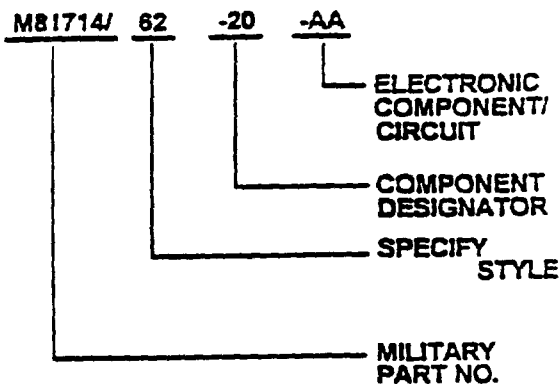 M81714/ 62 -20 -AA
ELECTRONIC
COMPONENT/
CIRCUIT
COMPONENT
DESIGNATOR
SPECIFY
STYLE
MILITARY
PART NO.